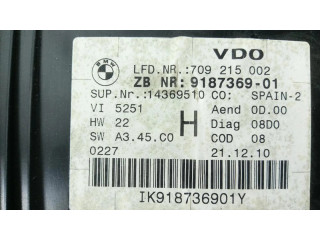 BMW VDO
LFD.NR.:709 215 002
ZB NR: 9187369-01
SUP.Nr.:14369510 CO: SPAIN-2
VI 5251 Aend 0D.00
HW 22 H Diag 08D0
SW A3.45.C0 COD 08
0227 21.12.10
IK918736901Y